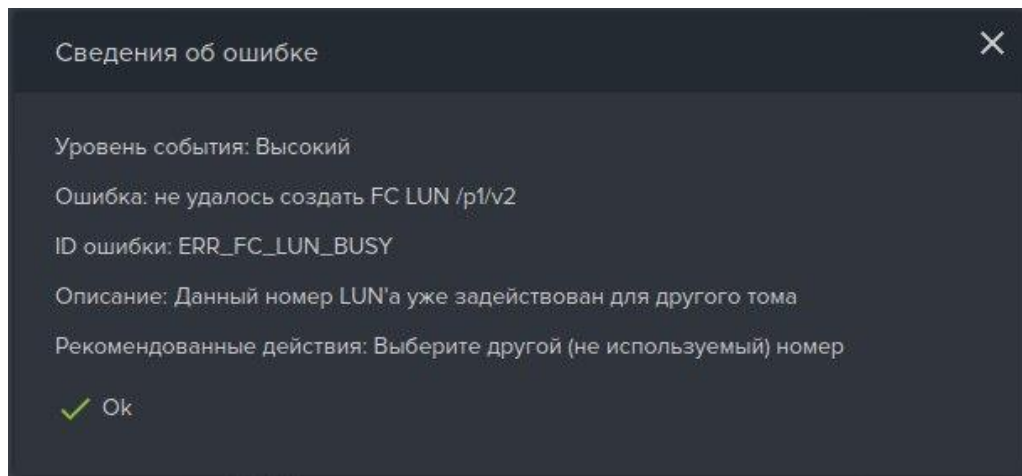 Сведения об ошибке
Уровень события: Высокий
Ошибка: не удалось создать FC LUN /p1/v2
ID ошибки: ERR_FC_LUN_BUSY
Описание: Данный номер LUN'a уже задействован для другого тома
Рекомендованные действия: Выберите другой (не используемый) номер
Ok